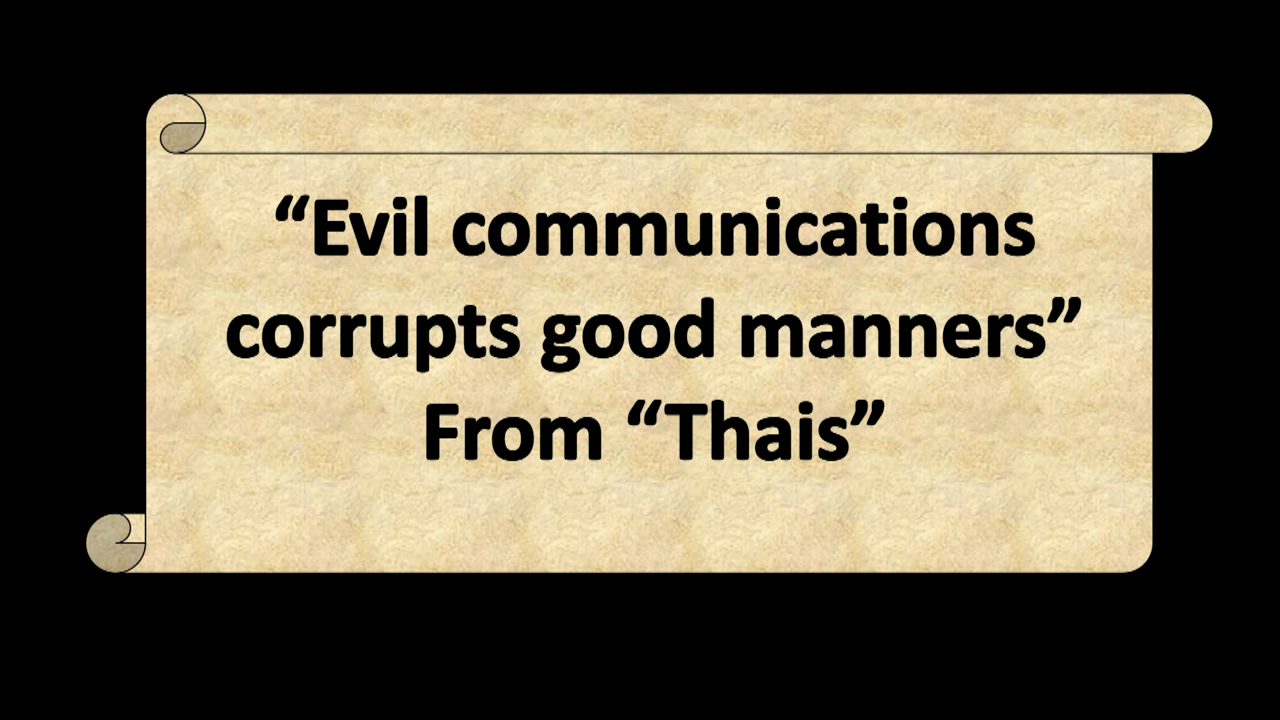 “Evil communications
corrupts good manners”
From “Thais”